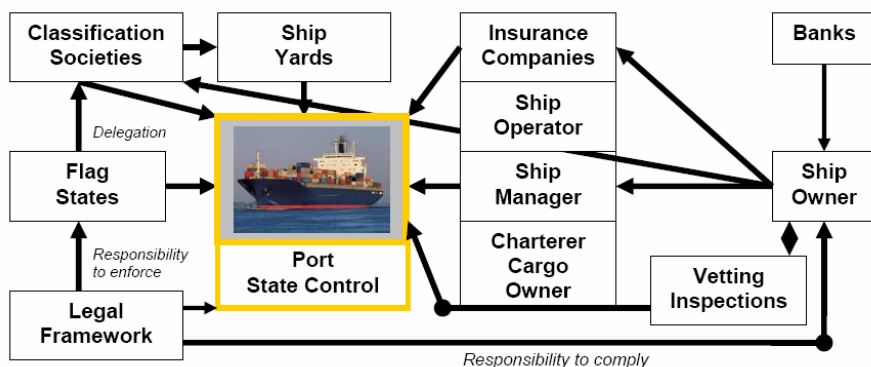 Classification
Societies
Ship
Yards
Insurance
Companies
Banks
Ship
Operator
Delegation
Flag
States
Ship
Manager
Ship
Owner
Responsibility
to enforce
Port
State Control
Charterer
Cargo
Owner
Vetting
Inspections
Legal
Framework
Responsibility to comply